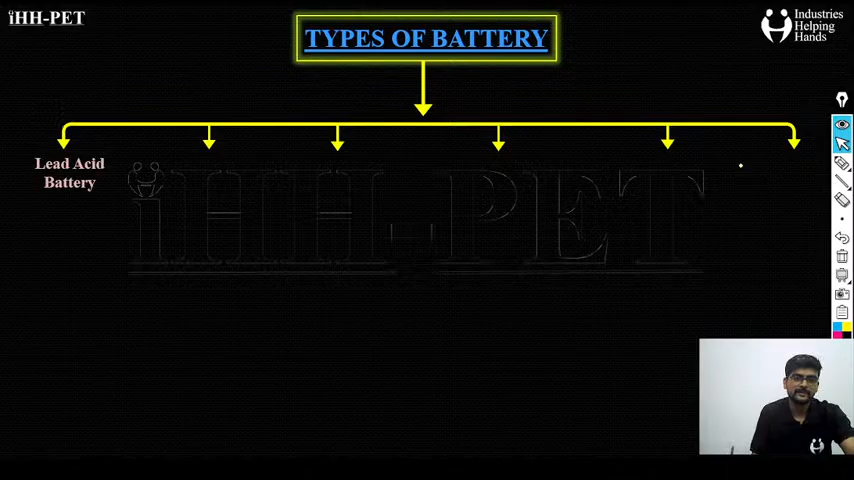 iHH-PET
TYPES OF BATTERY
Industries
Helping
Hands
Lead Acid
Battery
iHH-PET